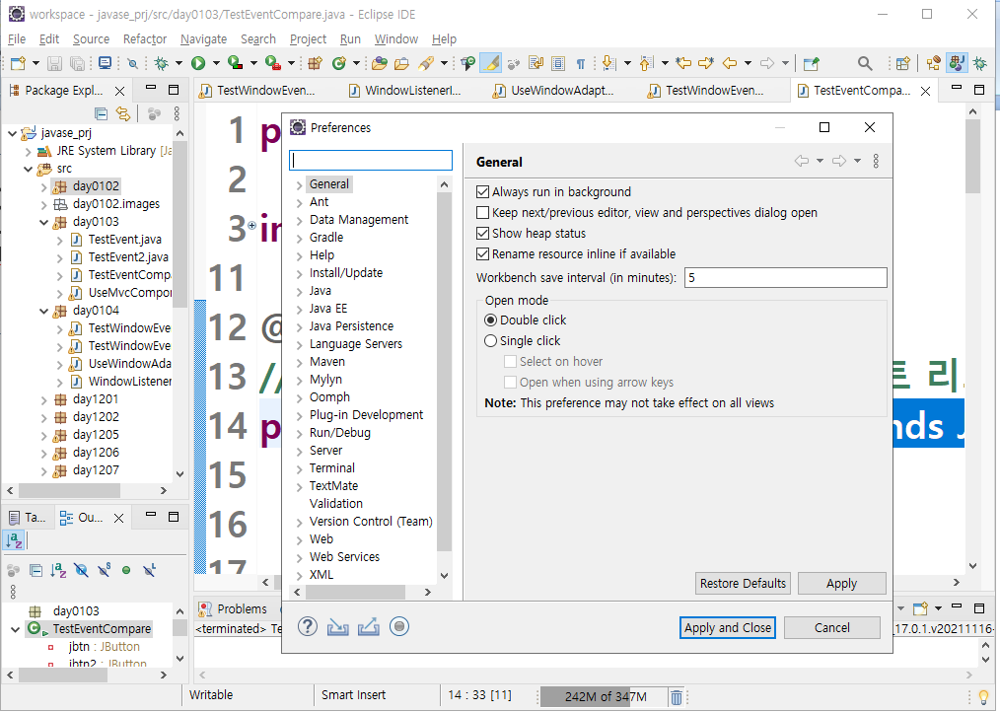 workspace - javase_prj/src/day0103/TestEventCompare.java - Eclipse IDE
File Edit Source Refactor Navigate Search Project Run Window Help
Package Expl...
TestWindowEven...
WindowListenerI...
UseWindowAdapt...
TestWindowEven...
TestEventCompa...
javase_prj
JRE System Library [Ja
src
day0102
day0102.images
day0103
TestEvent.java
TestEvent2.java
TestEventComp
UseMvcCompor
day0104
TestWindowEve
TestWindowEve
UseWindowAda
WindowListener
day1201
day1202
day1205
day1206
day1207
1 p
2
3 in
11
12 @
13 // 트 리
14 p nds J
15
16
17
Preferences
General
Ant
Data Management
Gradle
Help
Install/Update
Java
Java EE
Java Persistence
Language Servers
Maven
Mylyn
Oomph
Plug-in Development
Run/Debug
Server
Terminal
TextMate
Validation
Version Control (Team)
Web
Web Services
XML
General
Always run in background
Keep next/previous editor, view and perspectives dialog open
Show heap status
Rename resource inline if available
Workbench save interval (in minutes): 5
Open mode
Double click
Single click
Select on hover
Open when using arrow keys
Note: This preference may not take effect on all views
Restore Defaults Apply
Apply and Close Cancel
Ta... Ou...
day0103
TestEventCompare
jbtn : JButton
jbtn2 : JButton
Problems
<terminated> Te
_17.0.1.v20211116-
Writable Smart Insert 14 : 33 [11] 242M of 347M